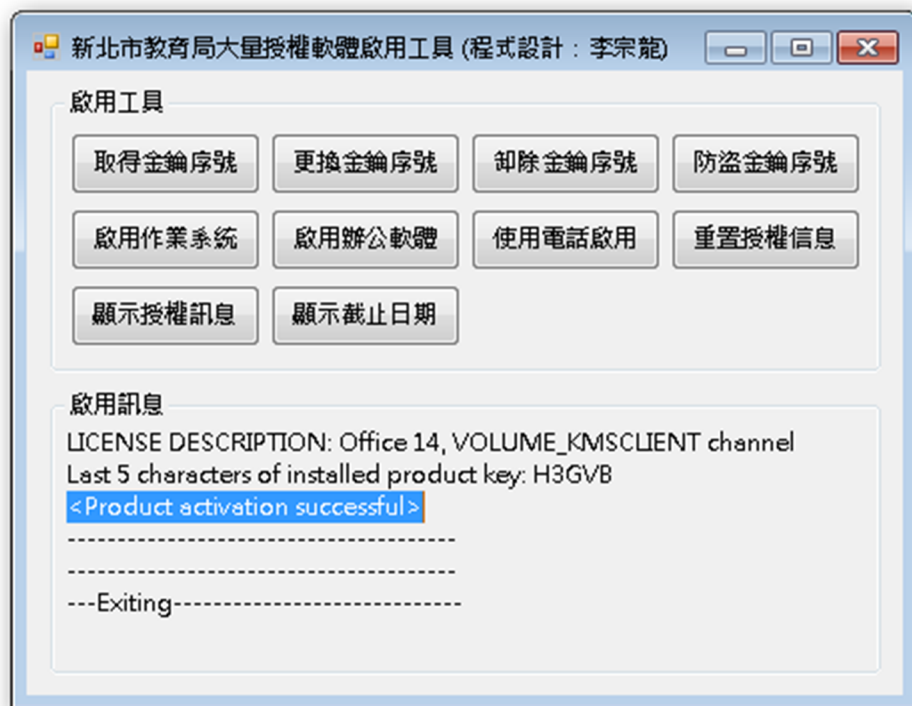 新北市教育局大量授權軟體啟用工具 (程式設計：李宗龍)
啟用工具
取得金鑰序號 更換金鑰序號 卸除金鑰序號 防盜金鑰序號
啟用作業系統 啟用辦公軟體 使用電話啟用 重置授權信息
顯示授權訊息 顯示截止日期
啟用訊息
LICENSE DESCRIPTION: Office 14, VOLUME_KMSCLIENT channel
Last 5 characters of installed product key: H3GVB
<Product activation successful>
---------------------------------------
---------------------------------------
---Exiting-----------------------------